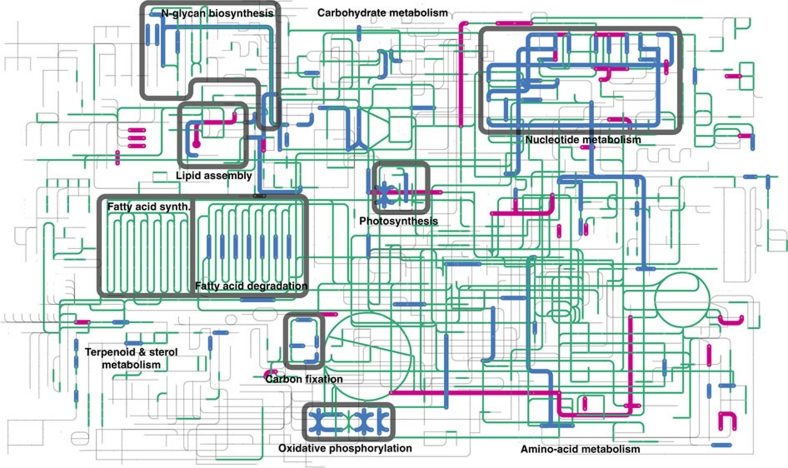 N-glycan biosynthesis
Carbohydrate metabolism
Nucleotide metabolism
Lipid assembly
Photosynthesis
Fatty acid synth.
Fatty acid degradation
Terpenoid & sterol
metabolism
Carbon fixation
Oxidative phosphorylation
Amino-acid metabolism